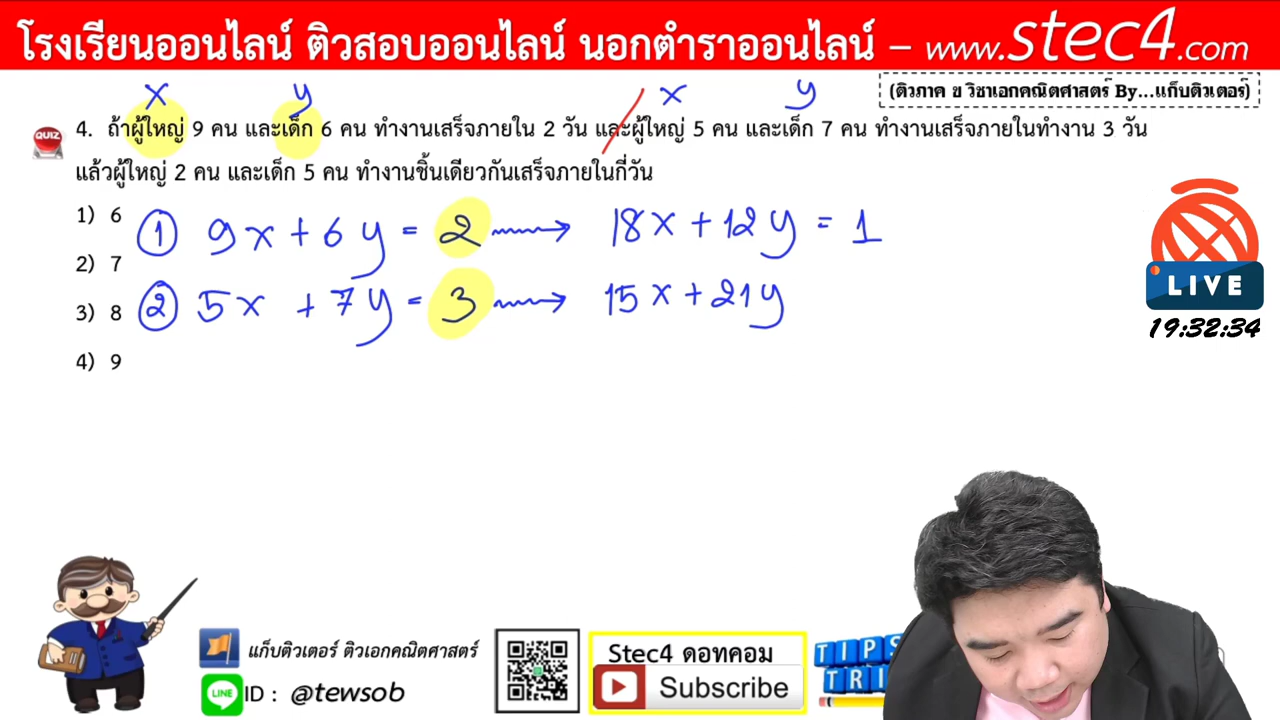 โรงเรียนออนไลน์ ติวสอบออนไลน์ นอกตำราออนไลน์ – www.stec4.com
(ติวภาค ข วิชาเอกคณิตศาสตร์ By...แก็บติวเตอร์)
x y x y
QUIZ
4. ถ้าผู้ใหญ่ 9 คน และเด็ก 6 คน ทำงานเสร็จภายใน 2 วัน และผู้ใหญ่ 5 คน และเด็ก 7 คน ทำงานเสร็จภายในทำงาน 3 วัน
แล้วผู้ใหญ่ 2 คน และเด็ก 5 คน ทำงานชิ้นเดียวกันเสร็จภายในกี่วัน
1) 6
① 9x + 6y = 2 → 18x + 12y = 1
2) 7
② 5x + 7y = 3 → 15x + 21y
3) 8
4) 9
LIVE
19:32:34
แก็บติวเตอร์ ติวเอกคณิตศาสตร์
LINE ID : @tewsob
Stec4 ดอทคอม
Subscribe
TIPS
TRI